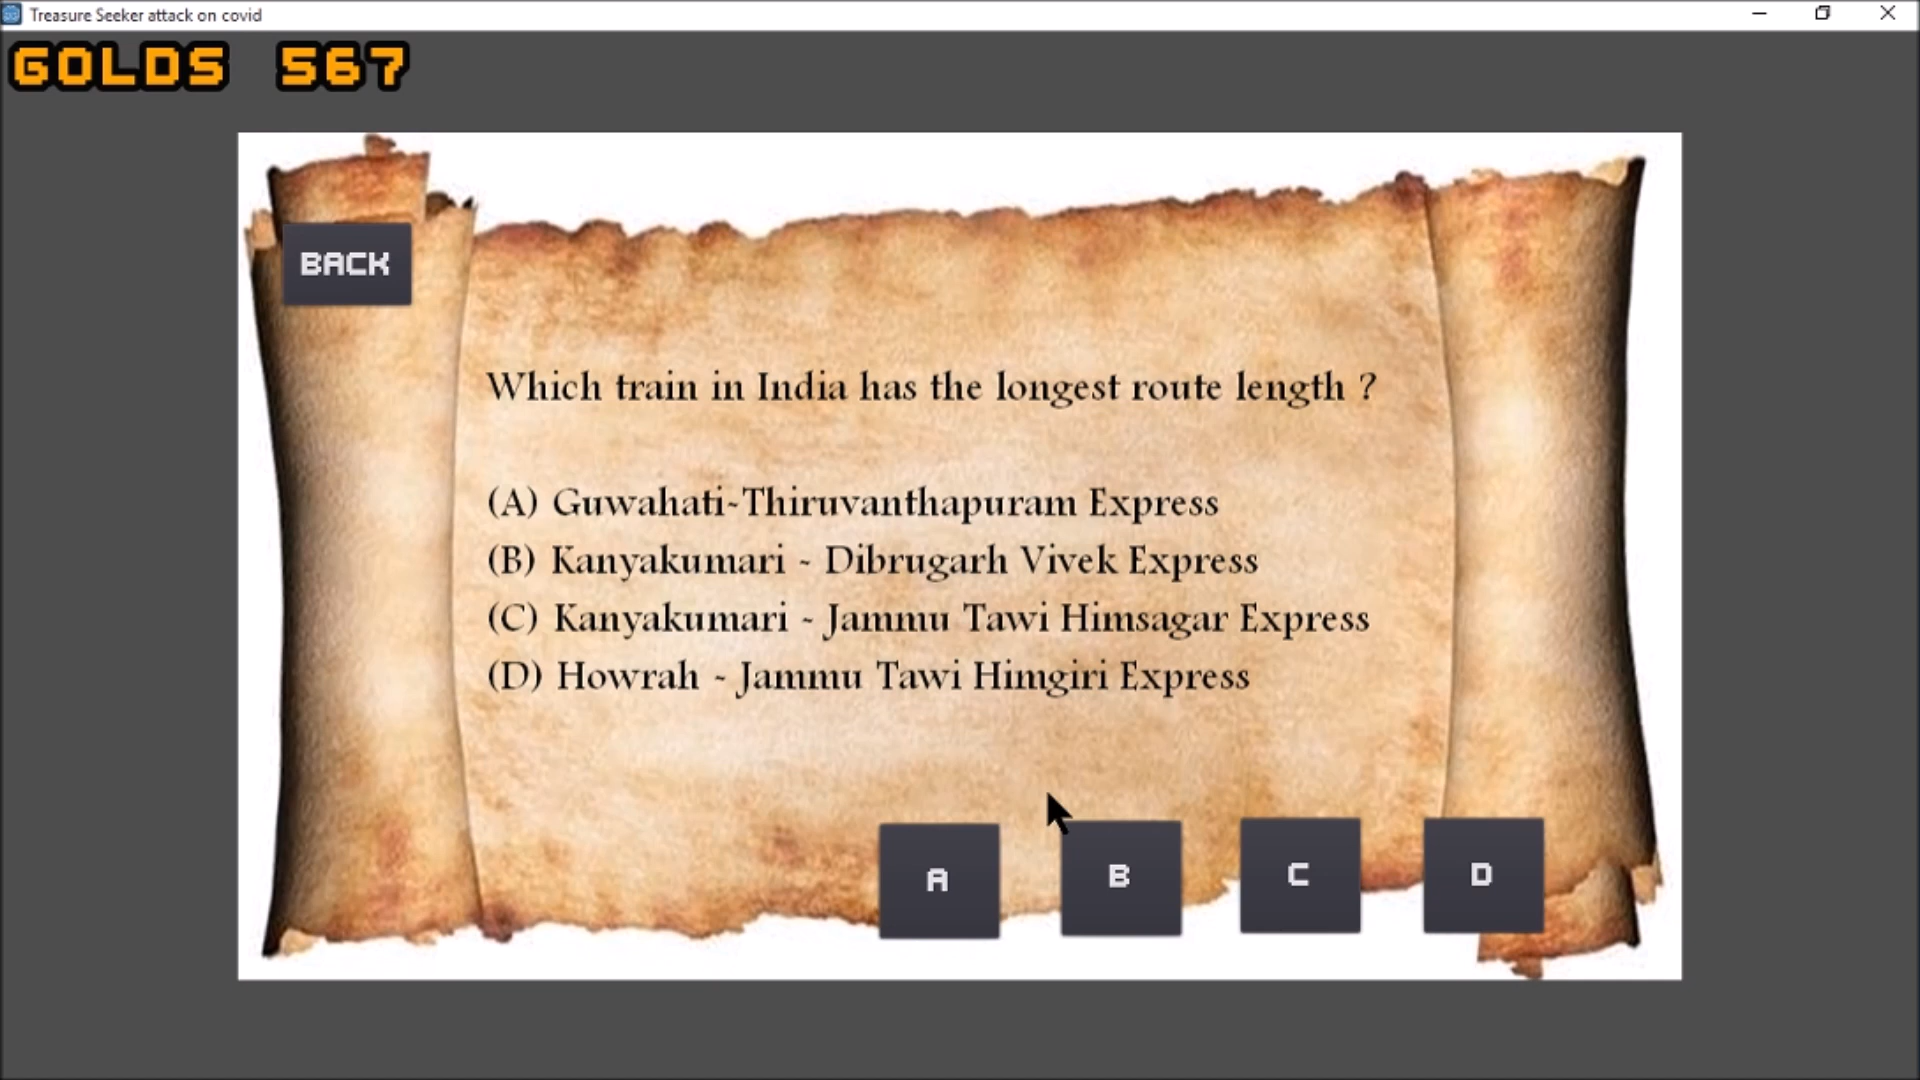 Treasure Seeker attack on covid
GOLDS 567
BACK
Which train in India has the longest route length ?
(A) Guwahati-Thiruvanthapuram Express
(B) Kanyakumari - Dibrugarh Vivek Express
(C) Kanyakumari - Jammu Tawi Himsagar Express
(D) Howrah - Jammu Tawi Himgiri Express
A B C D